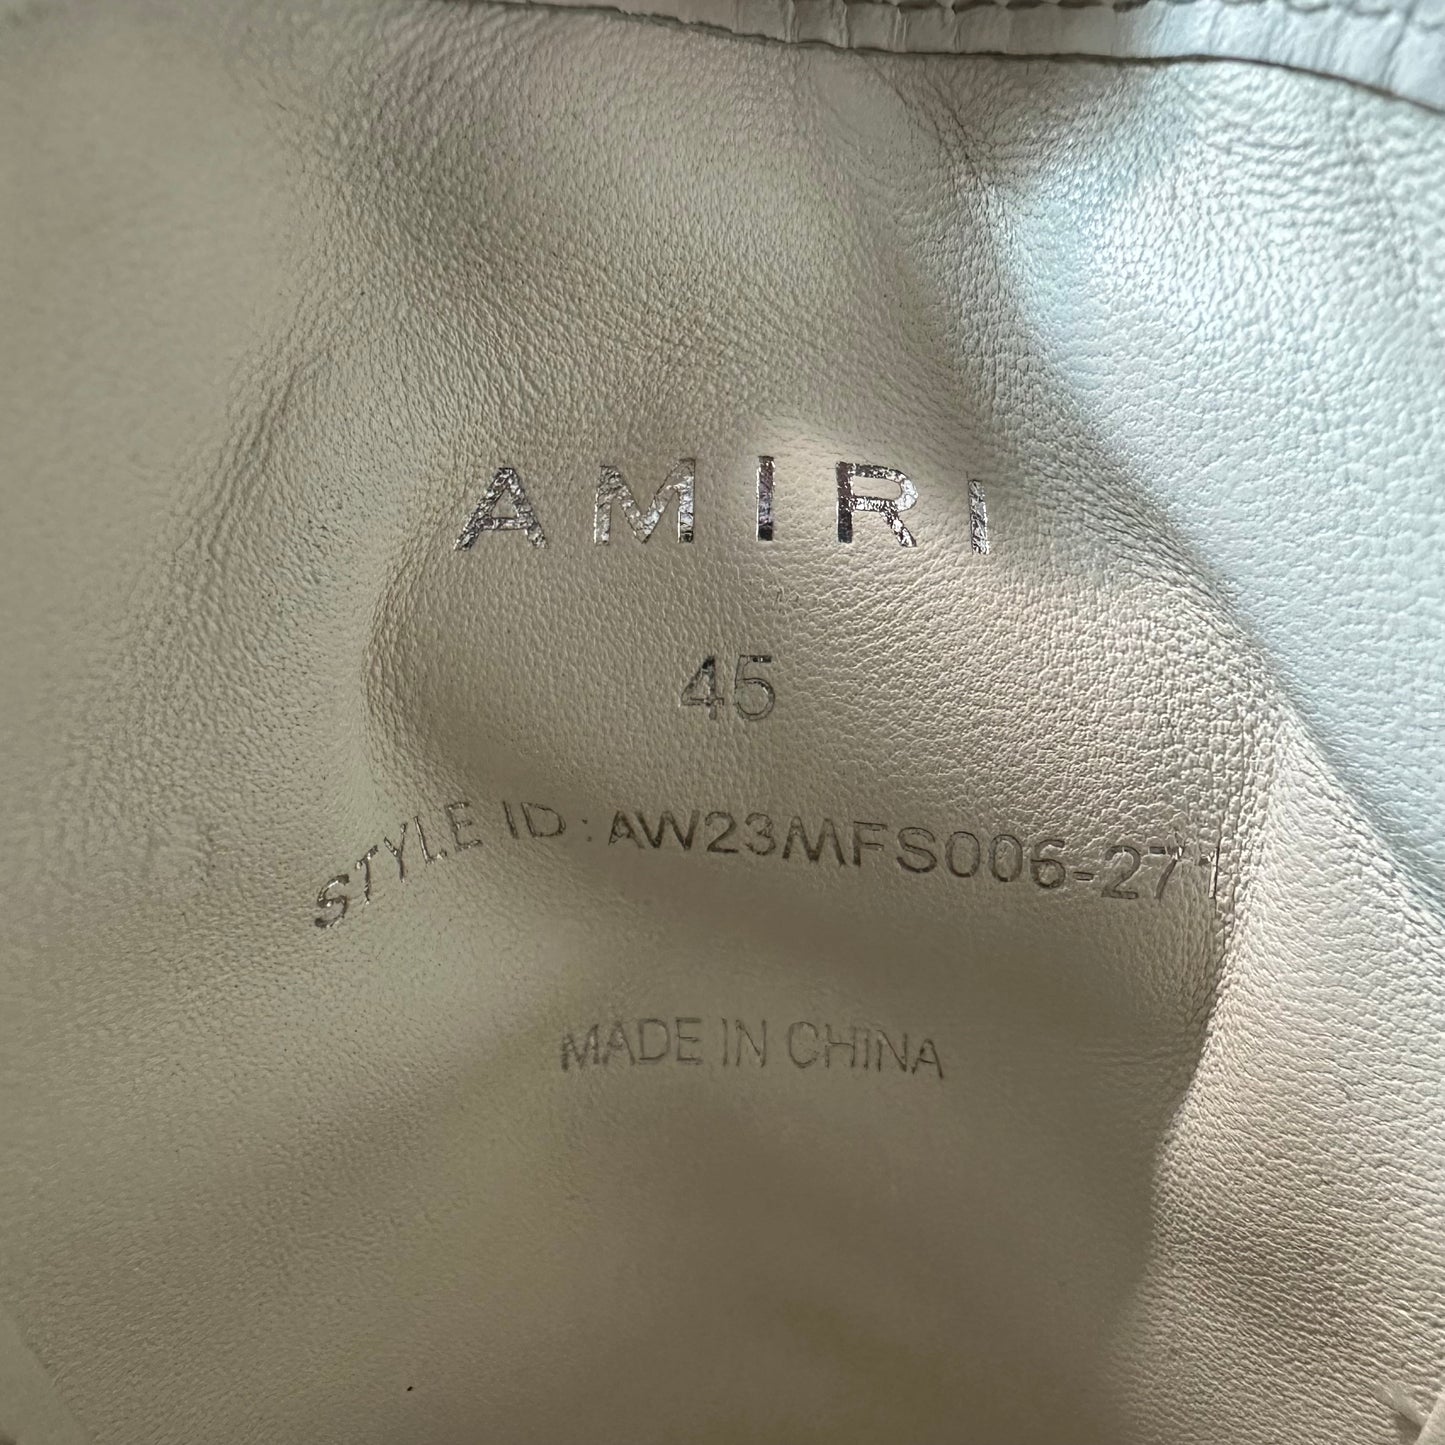 AMIRI
45
STYLE ID: AW23MFS006-271
MADE IN CHINA